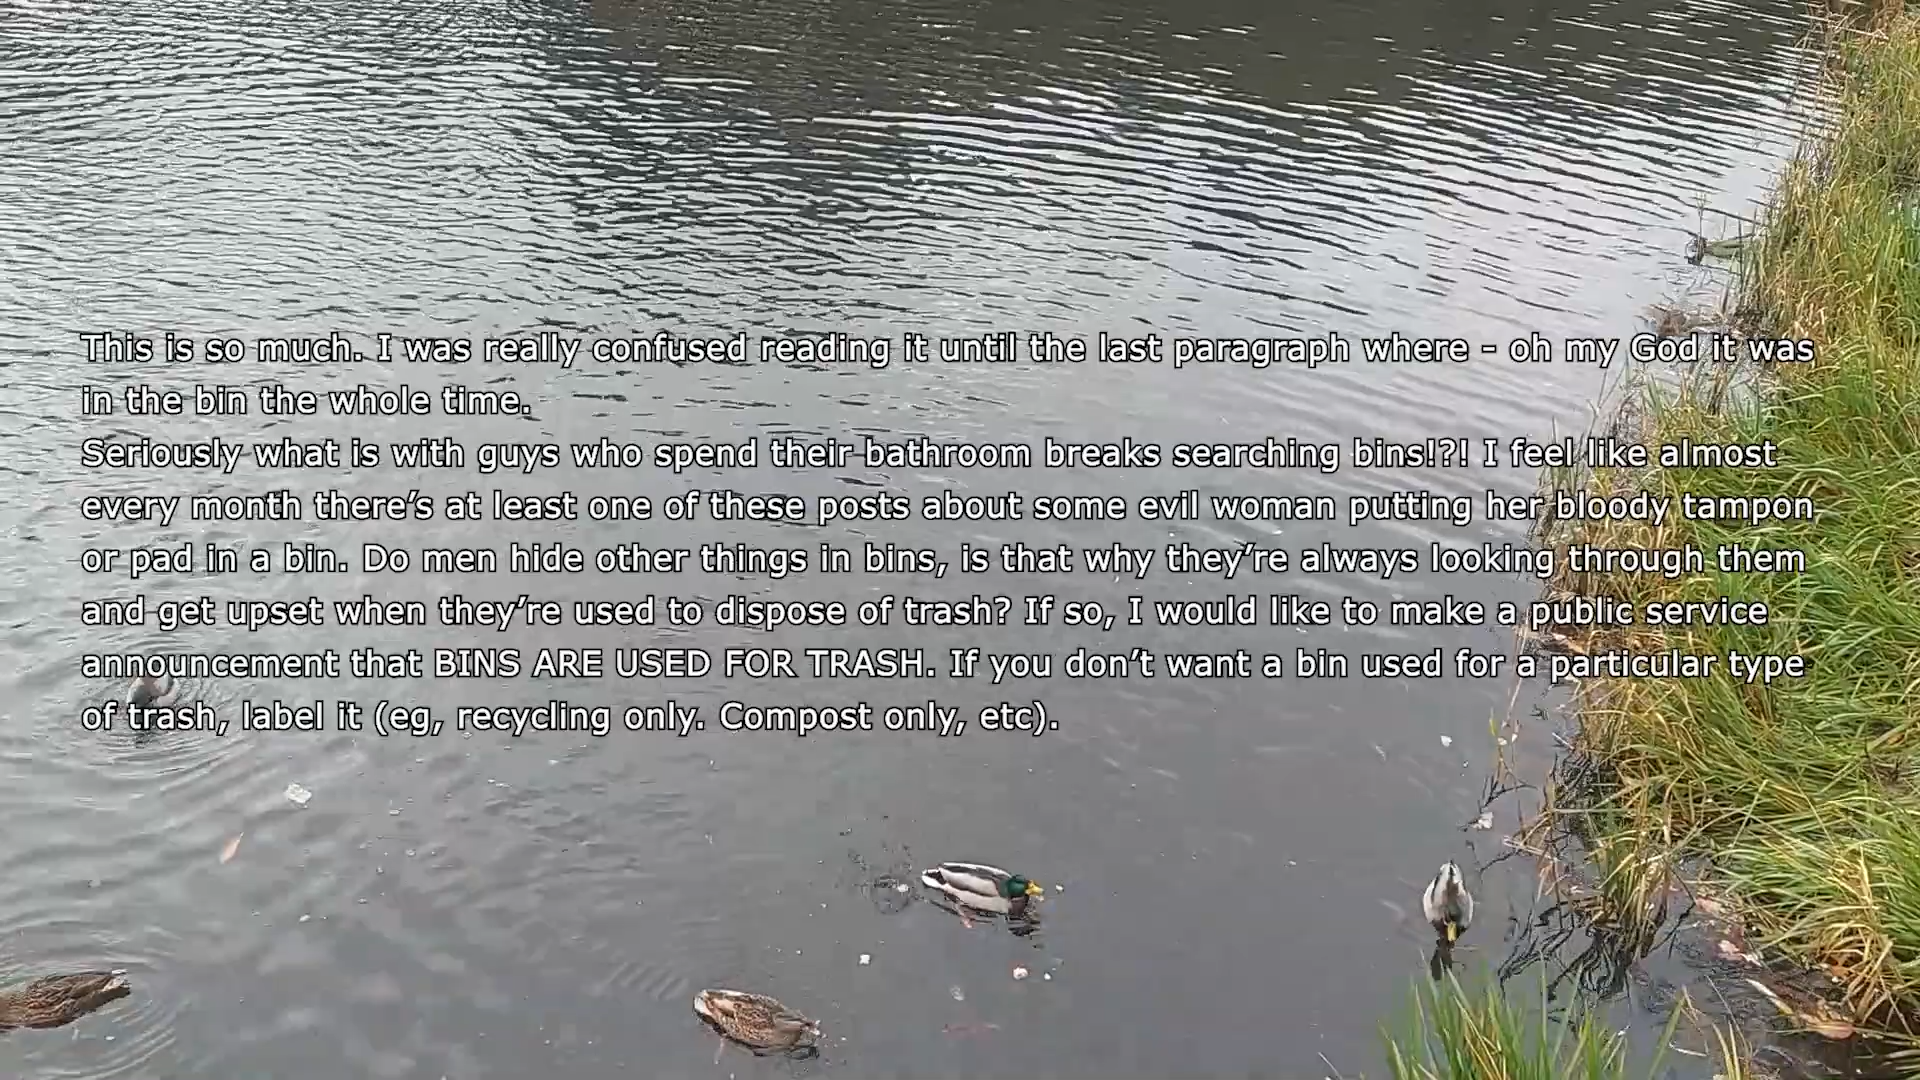 This is so much. I was really confused reading it until the last paragraph where - oh my God it was
in the bin the whole time.
Seriously what is with guys who spend their bathroom breaks searching bins!?! I feel like almost
every month there’s at least one of these posts about some evil woman putting her bloody tampon
or pad in a bin. Do men hide other things in bins, is that why they’re always looking through them
and get upset when they’re used to dispose of trash? If so, I would like to make a public service
announcement that BINS ARE USED FOR TRASH. If you don’t want a bin used for a particular type
of trash, label it (eg, recycling only. Compost only, etc).